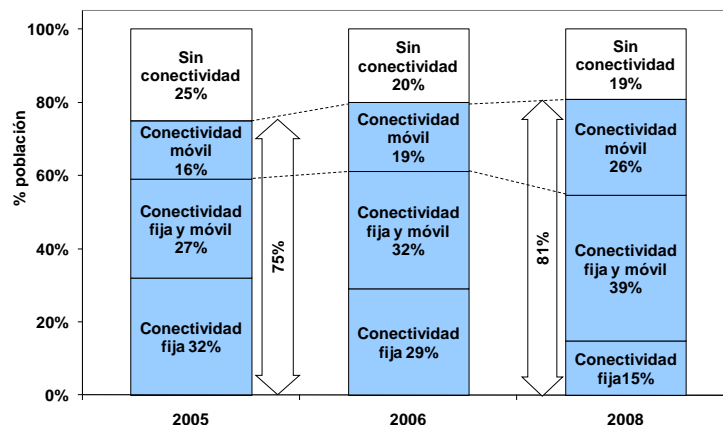 100%
80%
60%
40%
20%
0%
% población
Sin
conectividad
25%
Conectividad
móvil
16%
Conectividad
fija y móvil
27%
Conectividad
fija 32%
75%
Sin
conectividad
20%
Conectividad
móvil
19%
Conectividad
fija y móvil
32%
Conectividad
fija 29%
81%
Sin
conectividad
19%
Conectividad
móvil
26%
Conectividad
fija y móvil
39%
Conectividad
fija15%
2005
2006
2008